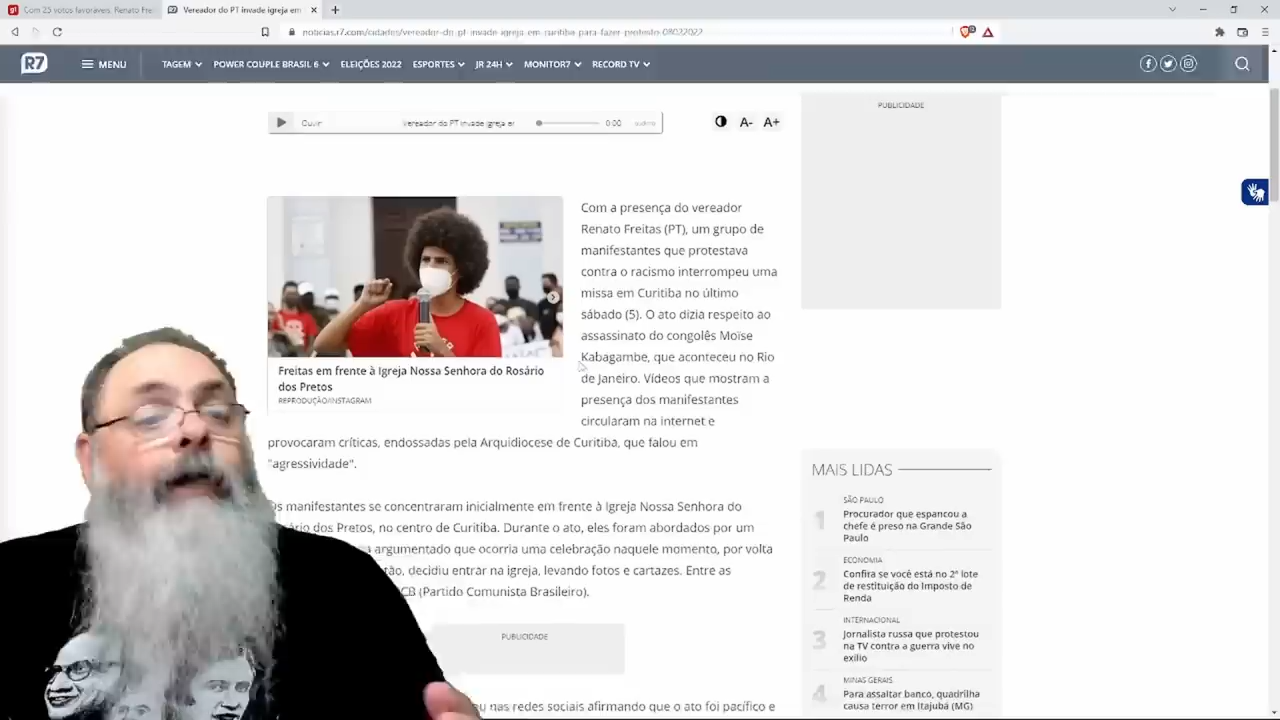 Com 25 votos favoráveis, Renato Fre
Vereador do PT invade igreja em
noticias.r7.com/cidades/vereador-do-pt-invade-igreja-em-curitiba-para-fazer-protesto-08022022
R7
MENU
TAGEM
POWER COUPLE BRASIL 6
ELEIÇÕES 2022
ESPORTES
JR 24H
MONITOR7
RECORD TV
PUBLICIDADE
Ouvir
Vereador do PT invade igreja em
0:00
A-
A+
Com a presença do vereador
Renato Freitas (PT), um grupo de
manifestantes que protestava
contra o racismo interrompeu uma
missa em Curitiba no último
sábado (5). O ato dizia respeito ao
assassinato do congolês Moïse
Kabagambe, que aconteceu no Rio
de Janeiro. Vídeos que mostram a
presença dos manifestantes
circularam na internet e
Freitas em frente à Igreja Nossa Senhora do Rosário
dos Pretos
REPRODUÇÃO/INSTAGRAM
provocaram críticas, endossadas pela Arquidiocese de Curitiba, que falou em
"agressividade".
Os manifestantes se concentraram inicialmente em frente à Igreja Nossa Senhora do
dos Pretos, no centro de Curitiba. Durante o ato, eles foram abordados por um
argumentado que ocorria uma celebração naquele momento, por volta
decidiu entrar na igreja, levando fotos e cartazes. Entre as
(Partido Comunista Brasileiro).
PUBLICIDADE
nas redes sociais afirmando que o ato foi pacífico e
MAIS LIDAS
SÃO PAULO
1
Procurador que espancou a
chefe é preso na Grande São
Paulo
ECONOMIA
2
Confira se você está no 2º lote
de restituição do Imposto de
Renda
INTERNACIONAL
3
Jornalista russa que protestou
na TV contra a guerra vive no
exílio
MINAS GERAIS
4
Para assaltar banco, quadrilha
causa terror em Itajubá (MG)